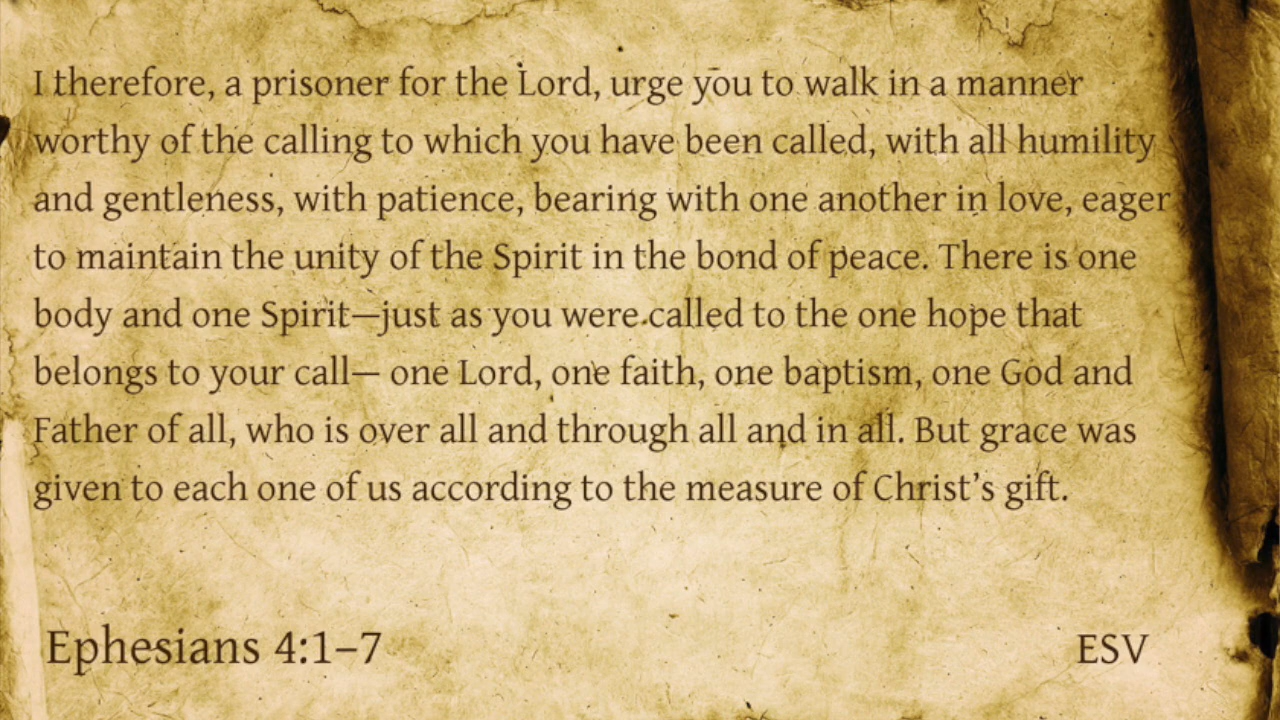 I therefore, a prisoner for the Lord, urge you to walk in a manner
worthy of the calling to which you have been called, with all humility
and gentleness, with patience, bearing with one another in love, eager
to maintain the unity of the Spirit in the bond of peace. There is one
body and one Spirit—just as you were called to the one hope that
belongs to your call— one Lord, one faith, one baptism, one God and
Father of all, who is over all and through all and in all. But grace was
given to each one of us according to the measure of Christ’s gift.
Ephesians 4:1–7 ESV